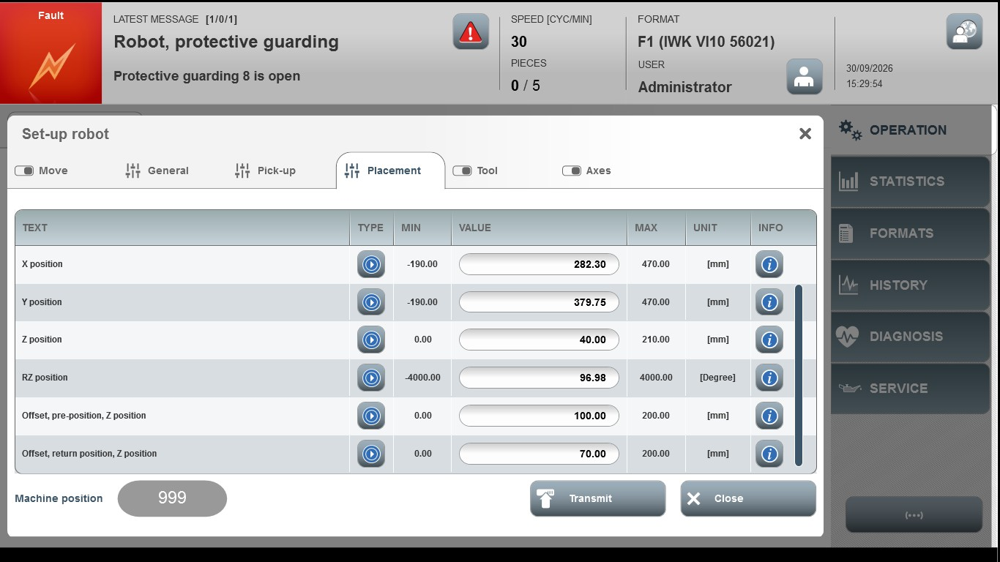 Fault
LATEST MESSAGE [1/0/1]
Robot, protective guarding
Protective guarding 8 is open
SPEED [CYC/MIN]
30
PIECES
0 / 5
FORMAT
F1 (IWK VI10 56021)
USER
Administrator
30/09/2026
15:29:54
Set-up robot
Move General Pick-up Placement Tool Axes
TEXT TYPE MIN VALUE MAX UNIT INFO
X position -190.00 282.30 470.00 [mm]
Y position -190.00 379.75 470.00 [mm]
Z position 0.00 40.00 210.00 [mm]
RZ position -4000.00 96.98 4000.00 [Degree]
Offset, pre-position, Z position 0.00 100.00 200.00 [mm]
Offset, return position, Z position 0.00 70.00 200.00 [mm]
Machine position 999 Transmit Close
OPERATION
STATISTICS
FORMATS
HISTORY
DIAGNOSIS
SERVICE
(•••)